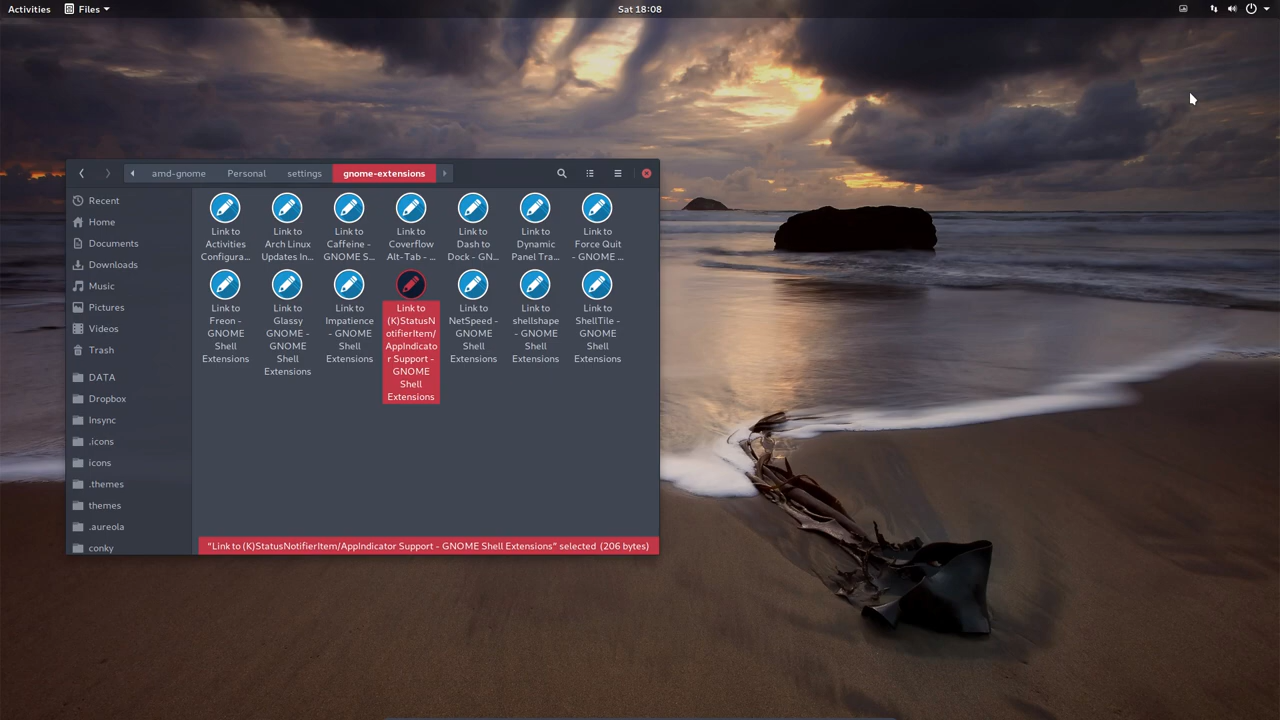 Activities Files Sat 18:08
amd-gnome Personal settings gnome-extensions
Recent
Home
Documents
Downloads
Music
Pictures
Videos
Trash
DATA
Dropbox
Insync
.icons
icons
.themes
themes
.aureola
conky
Link to
Activities
Configura...
Link to
Arch Linux
Updates In...
Link to
Caffeine -
GNOME S...
Link to
Coverflow
Alt-Tab - ...
Link to
Dash to
Dock - GN...
Link to
Dynamic
Panel Tra...
Link to
Force Quit
- GNOME ...
Link to
Freon -
GNOME
Shell
Extensions
Link to
Glassy
GNOME -
GNOME
Shell
Extensions
Link to
Impatience
- GNOME
Shell
Extensions
Link to
(K)StatusN
otifierItem/
AppIndicato
r Support -
GNOME
Shell
Extensions
Link to
NetSpeed -
GNOME
Shell
Extensions
Link to
shellshape
- GNOME
Shell
Extensions
Link to
ShellTile -
GNOME
Shell
Extensions
"Link to (K)StatusNotifierItem/AppIndicator Support - GNOME Shell Extensions" selected (206 bytes)